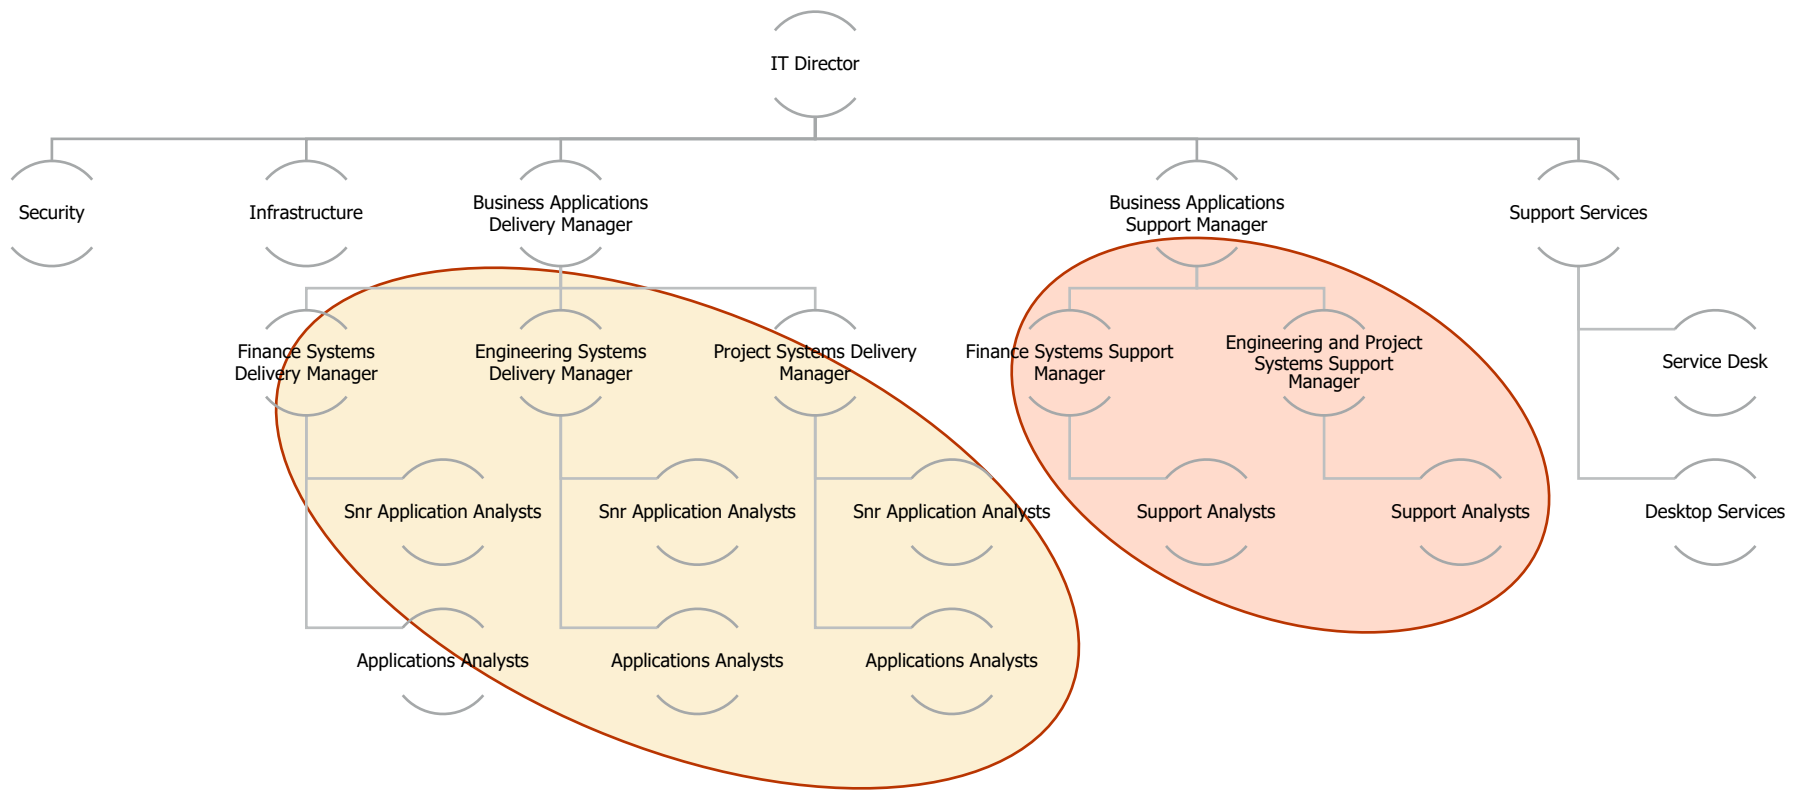 IT Director
Security
Infrastructure
Business Applications
Delivery Manager
Business Applications
Support Manager
Support Services
Finance Systems
Delivery Manager
Engineering Systems
Delivery Manager
Project Systems Delivery
Manager
Finance Systems Support
Manager
Engineering and Project
Systems Support
Manager
Service Desk
Snr Application Analysts
Snr Application Analysts
Snr Application Analysts
Support Analysts
Support Analysts
Desktop Services
Applications Analysts
Applications Analysts
Applications Analysts